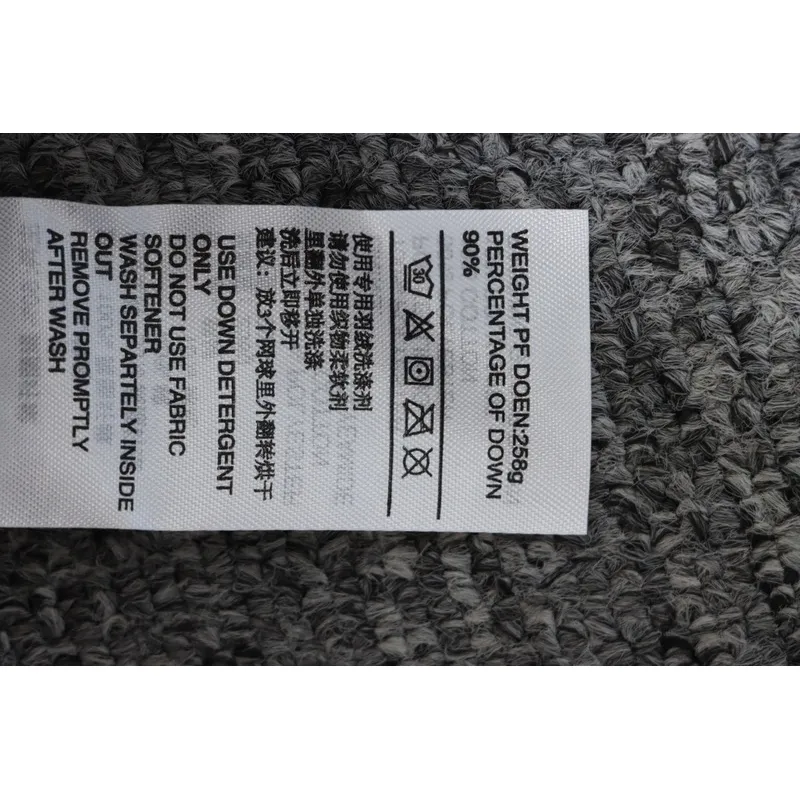 WEIGHT PF DOEN:258g
PERCENTAGE OF DOWN
90%
30
使用专用羽绒洗涤剂
请勿使用织物柔软剂
里翻外单独洗涤
洗后立即移开
建议：放3个网球里外翻转烘干
USE DOWN DETERGENT
ONLY
DO NOT USE FABRIC
SOFTENER
WASH SEPARTELY INSIDE
OUT
REMOVE PROMPTLY
AFTER WASH